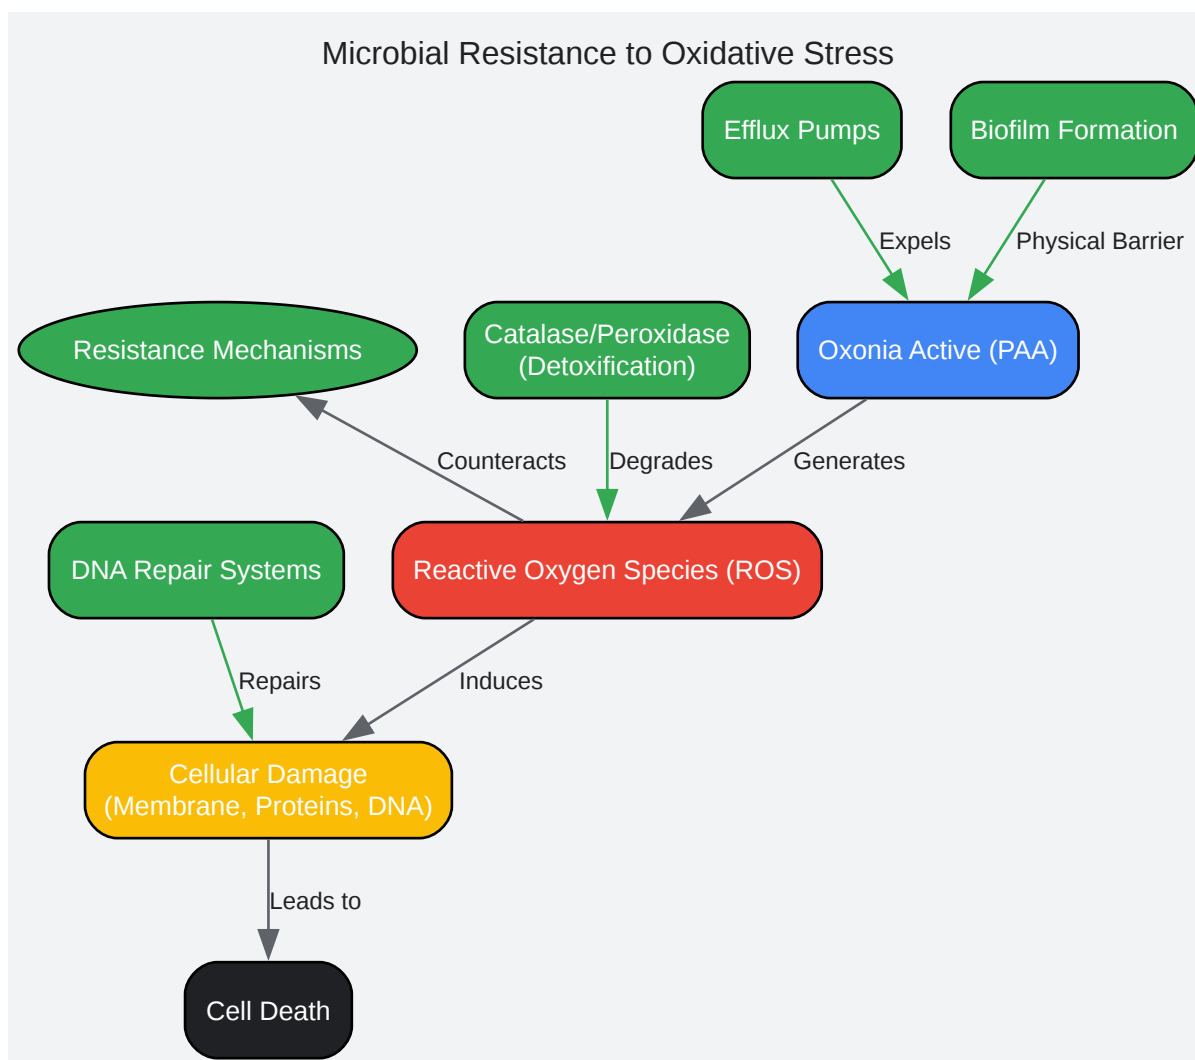 Microbial Resistance to Oxidative Stress
Efflux Pumps
Biofilm Formation
Expels
Physical Barrier
Resistance Mechanisms
Catalase/Peroxidase
(Detoxification)
Oxonia Active (PAA)
Counteracts
Degrades
Generates
DNA Repair Systems
Reactive Oxygen Species (ROS)
Repairs
Induces
Cellular Damage
(Membrane, Proteins, DNA)
Leads to
Cell Death